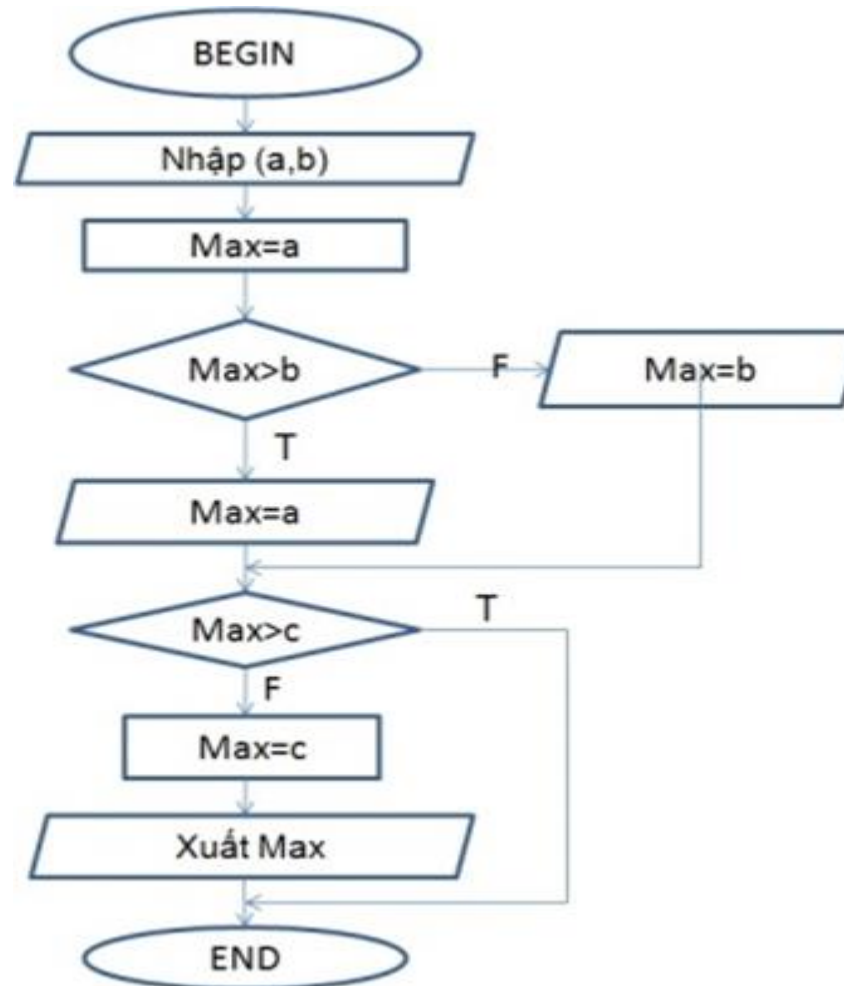 BEGIN
Nhập (a,b)
Max=a
Max>b
F
Max=b
T
Max=a
Max>c
T
F
Max=c
Xuất Max
END